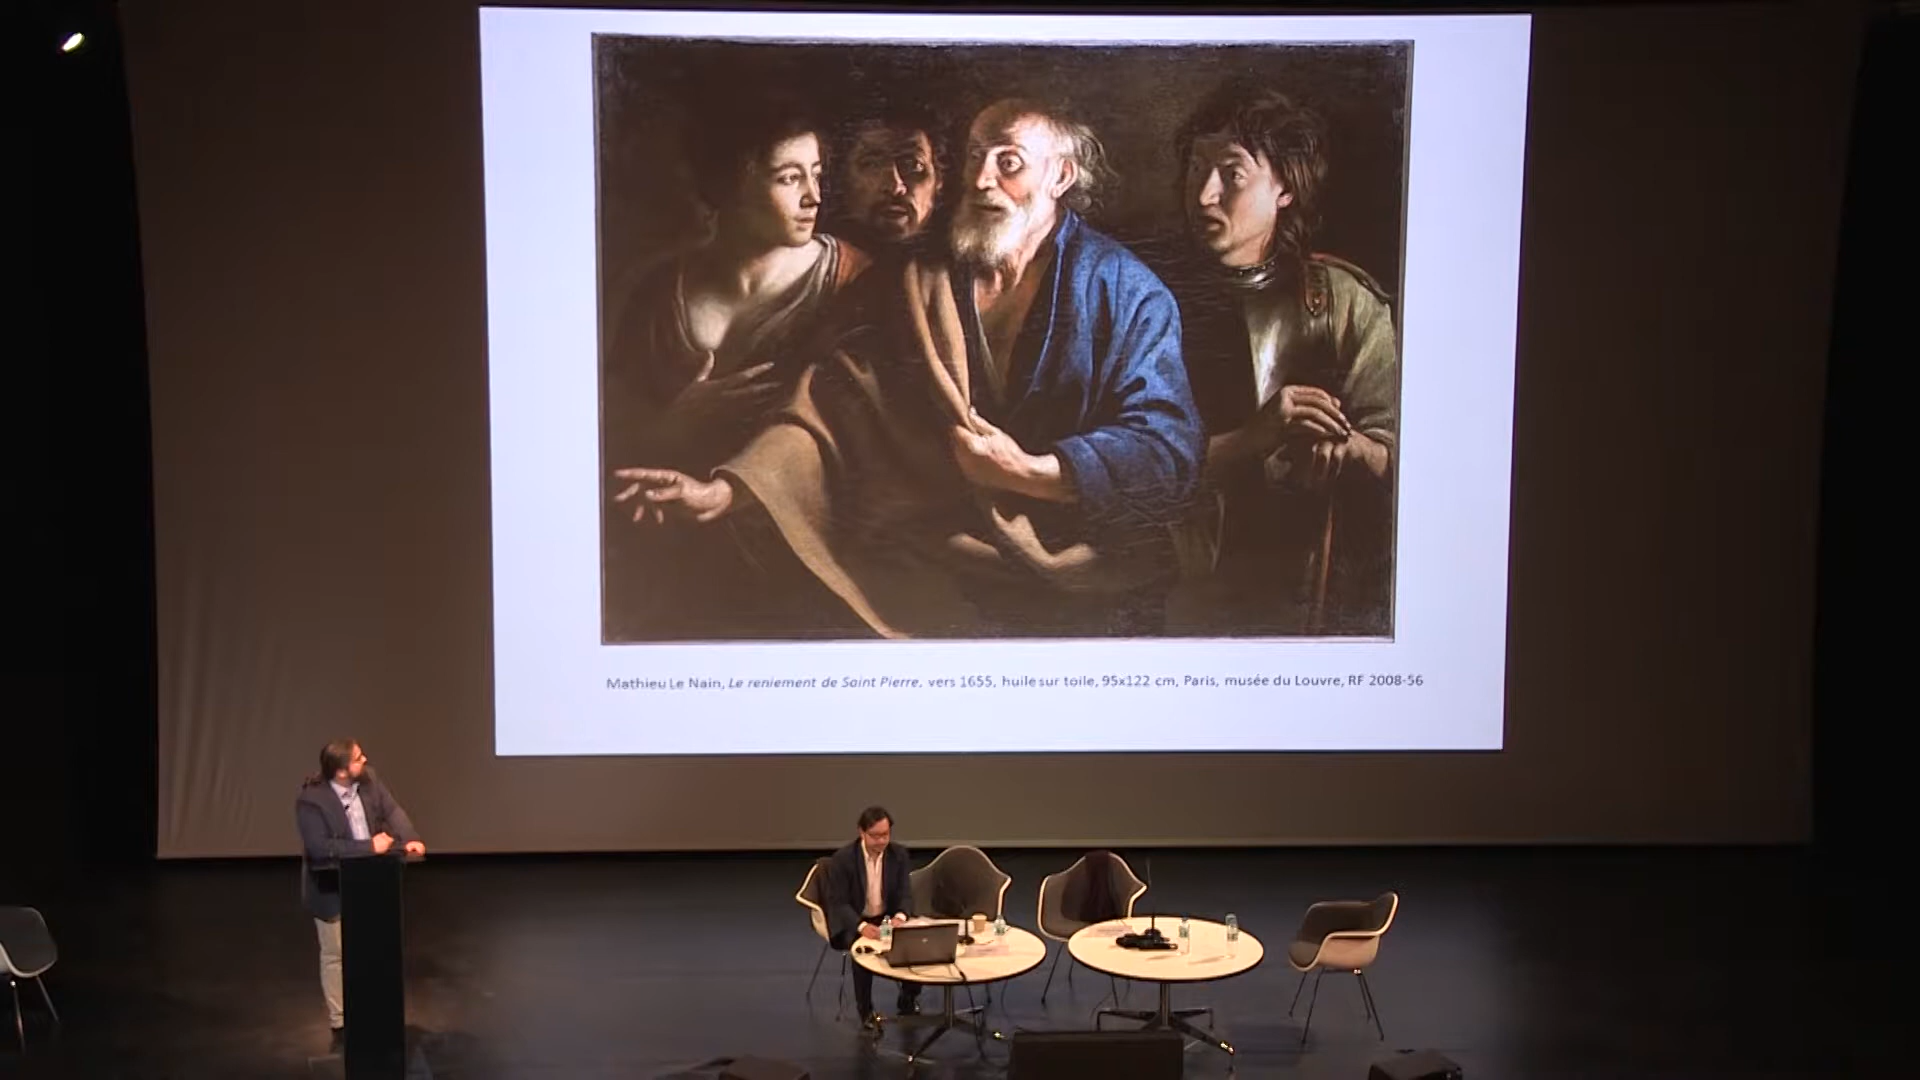 Mathieu Le Nain, Le reniement de Saint Pierre, vers 1655, huile sur toile, 95x122 cm, Paris, musée du Louvre, RF 2008-56